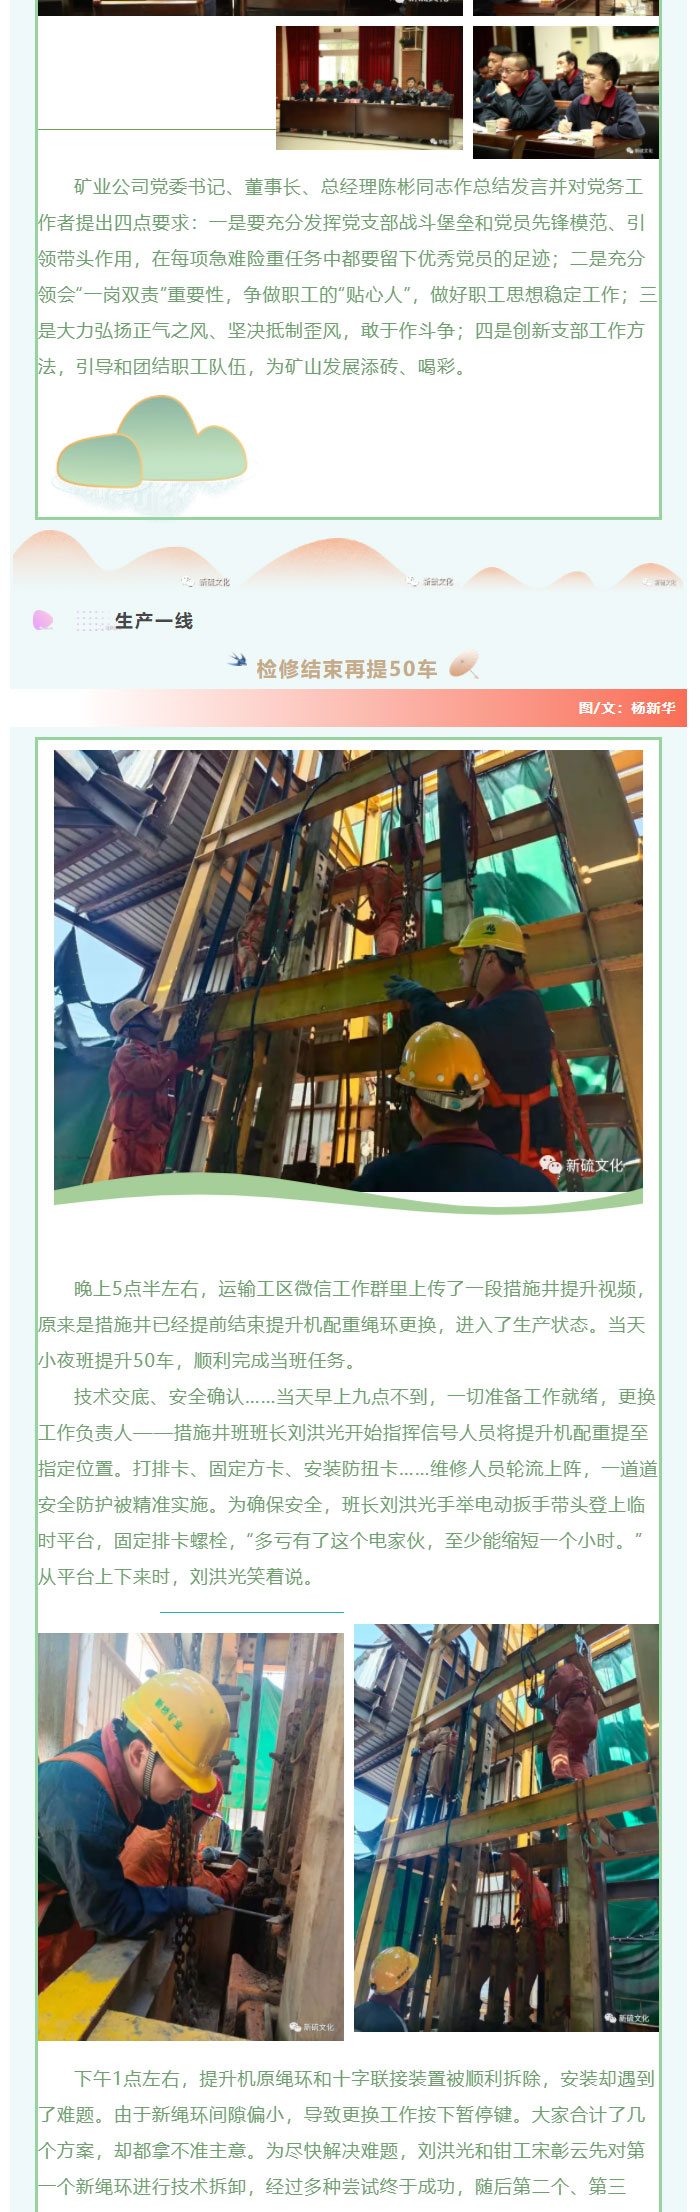 新硫文化
新硫文化
新硫文化
矿业公司党委书记、董事长、总经理陈彬同志作总结发言并对党务工
作者提出四点要求：一是要充分发挥党支部战斗堡垒和党员先锋模范、引
领带头作用，在每项急难险重任务中都要留下优秀党员的足迹；二是充分
领会“一岗双责”重要性，争做职工的“贴心人”，做好职工思想稳定工作；三
是大力弘扬正气之风、坚决抵制歪风，敢于作斗争；四是创新支部工作方
法，引导和团结职工队伍，为矿山发展添砖、喝彩。
新硫文化
新硫文化
新硫文化
生产一线
检修结束再提50车
图/文：杨新华
新硫文化
晚上5点半左右，运输工区微信工作群里上传了一段措施井提升视频，
原来是措施井已经提前结束提升机配重绳环更换，进入了生产状态。当天
小夜班提升50车，顺利完成当班任务。
技术交底、安全确认……当天早上九点不到，一切准备工作就绪，更换
工作负责人——措施井班班长刘洪光开始指挥信号人员将提升机配重提至
指定位置。打排卡、固定方卡、安装防扭卡……维修人员轮流上阵，一道道
安全防护被精准实施。为确保安全，班长刘洪光手举电动扳手带头登上临
时平台，固定排卡螺栓，“多亏有了这个电家伙，至少能缩短一个小时。”
从平台上下来时，刘洪光笑着说。
新硫矿业
新硫文化
新硫文化
下午1点左右，提升机原绳环和十字联接装置被顺利拆除，安装却遇到
了难题。由于新绳环间隙偏小，导致更换工作按下暂停键。大家合计了几
个方案，却都拿不准主意。为尽快解决难题，刘洪光和钳工宋彰云先对第
一个新绳环进行技术拆卸，经过多种尝试终于成功，随后第二个、第三